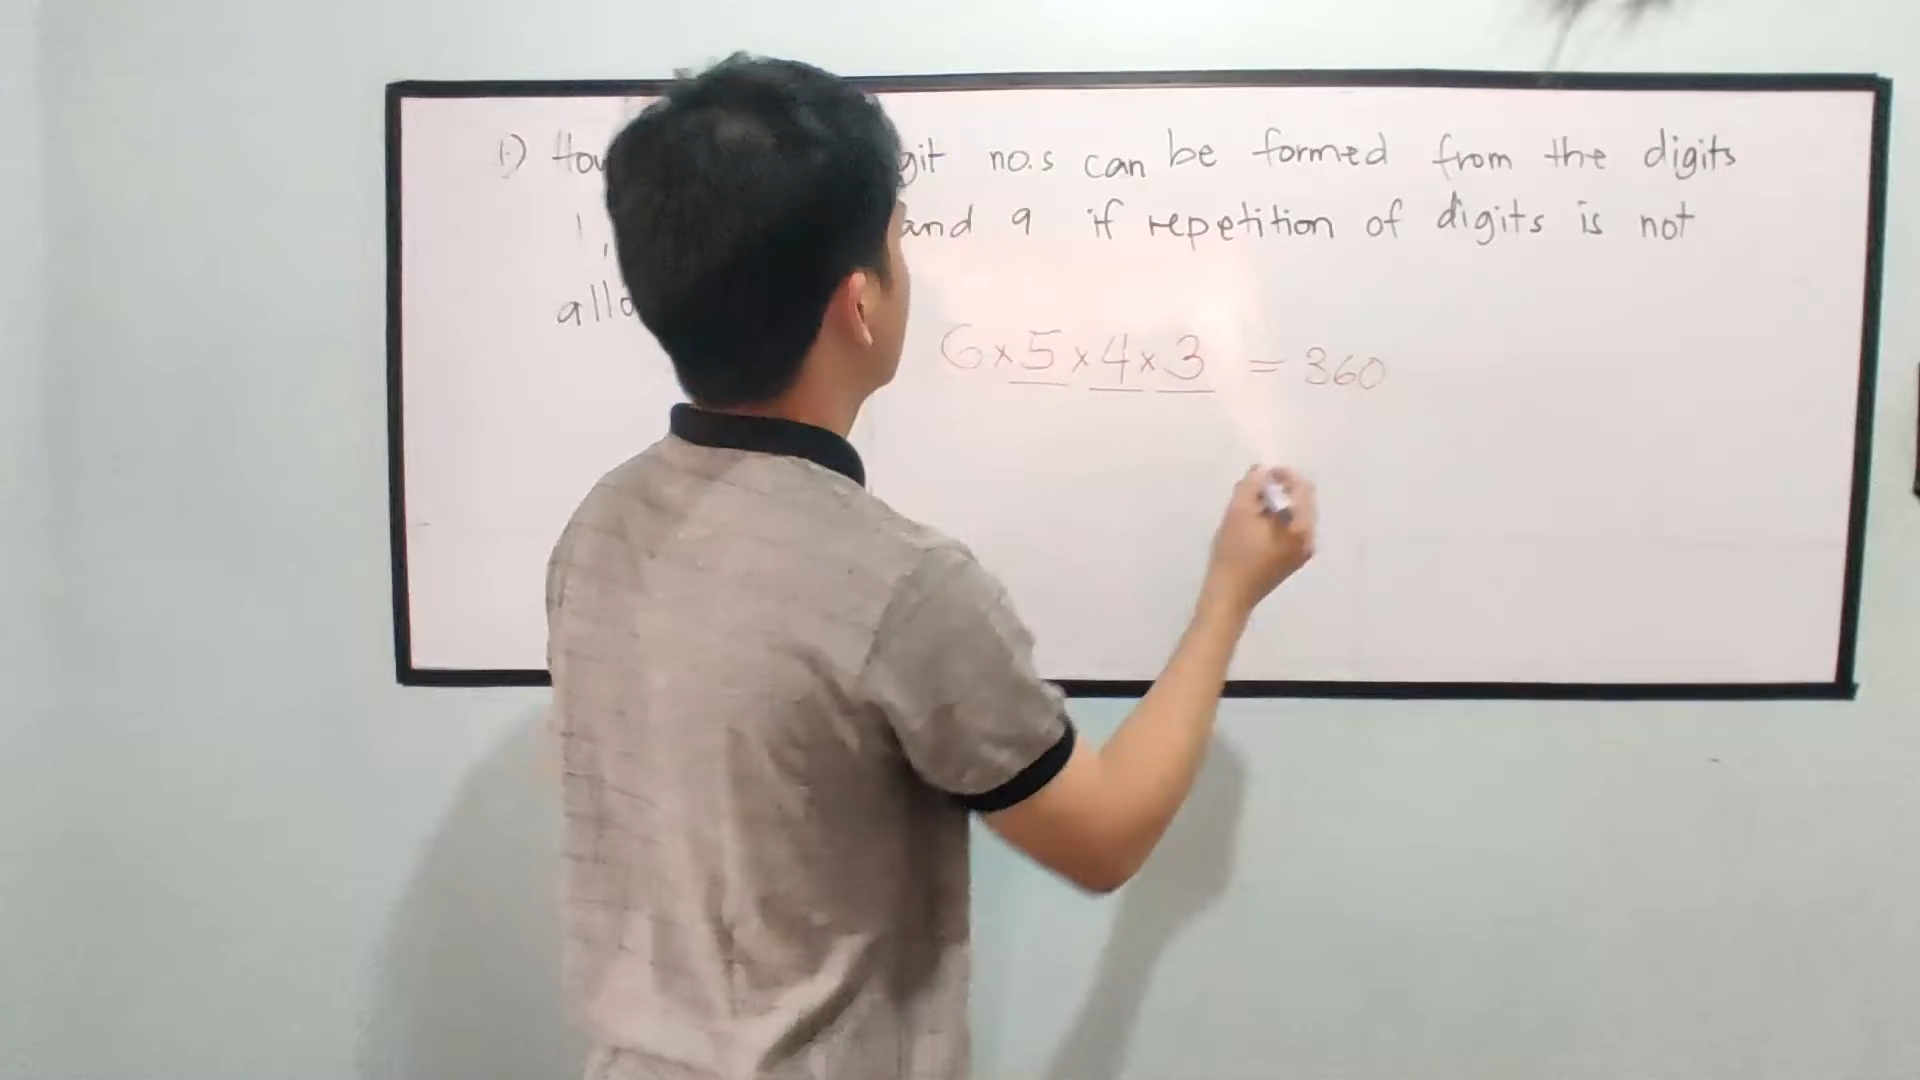 1.) How git no.s can be formed from the digits
1, and 9 if repetition of digits is not
allo
6 × 5 × 4 × 3 = 360